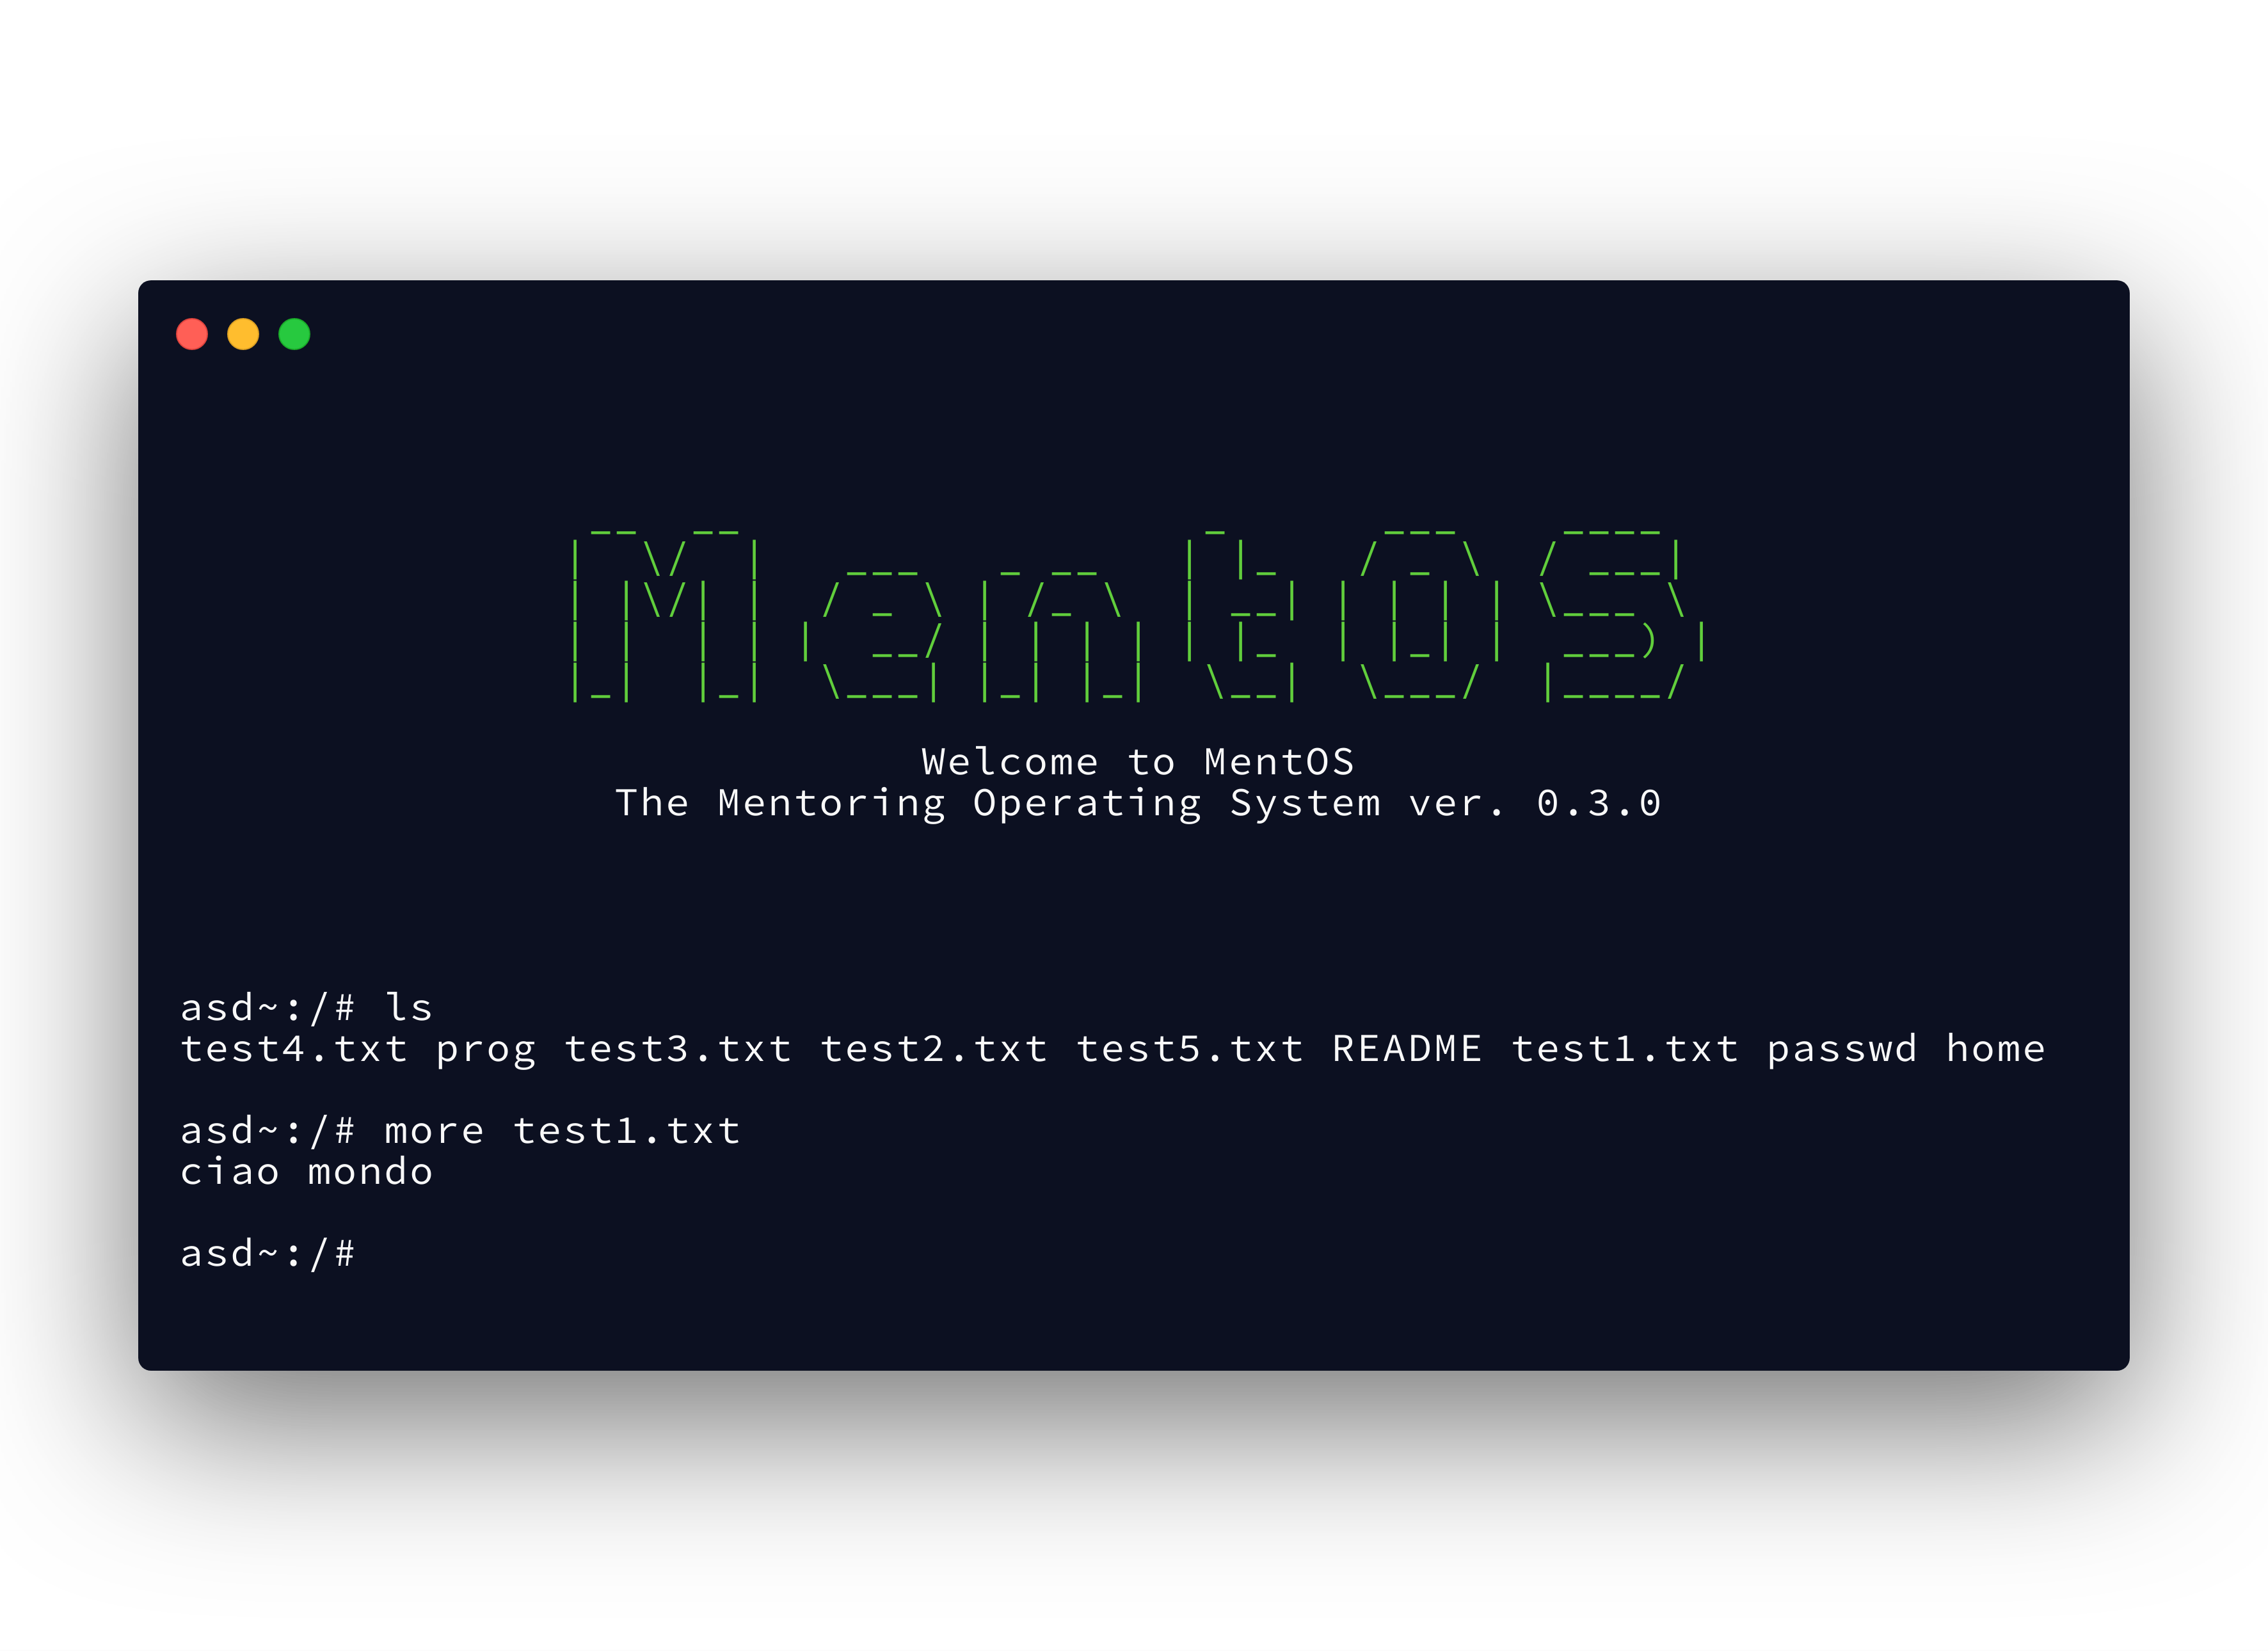 MentOS
Welcome to MentOS
The Mentoring Operating System ver. 0.3.0
asd~:/# ls
test4.txt prog test3.txt test2.txt test5.txt README test1.txt passwd home
asd~:/# more test1.txt
ciao mondo
asd~:/#